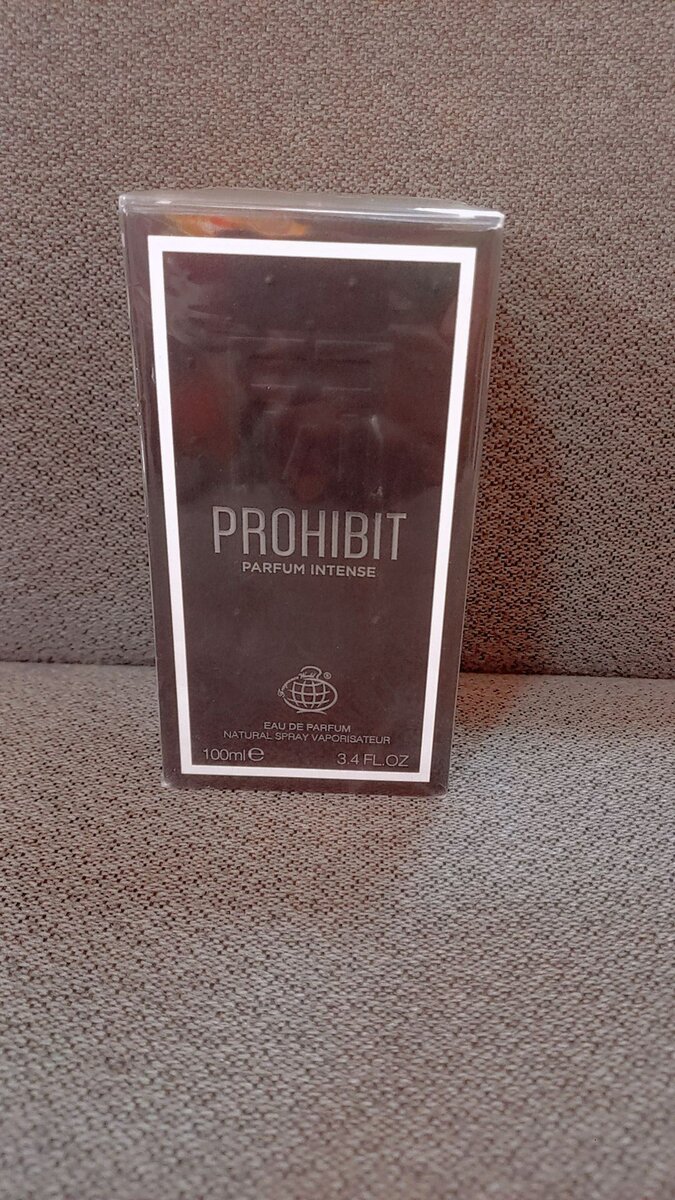 PROHIBIT
PARFUM INTENSE
EAU DE PARFUM
NATURAL SPRAY VAPORISATEUR
100ml e
3.4 FL.OZ